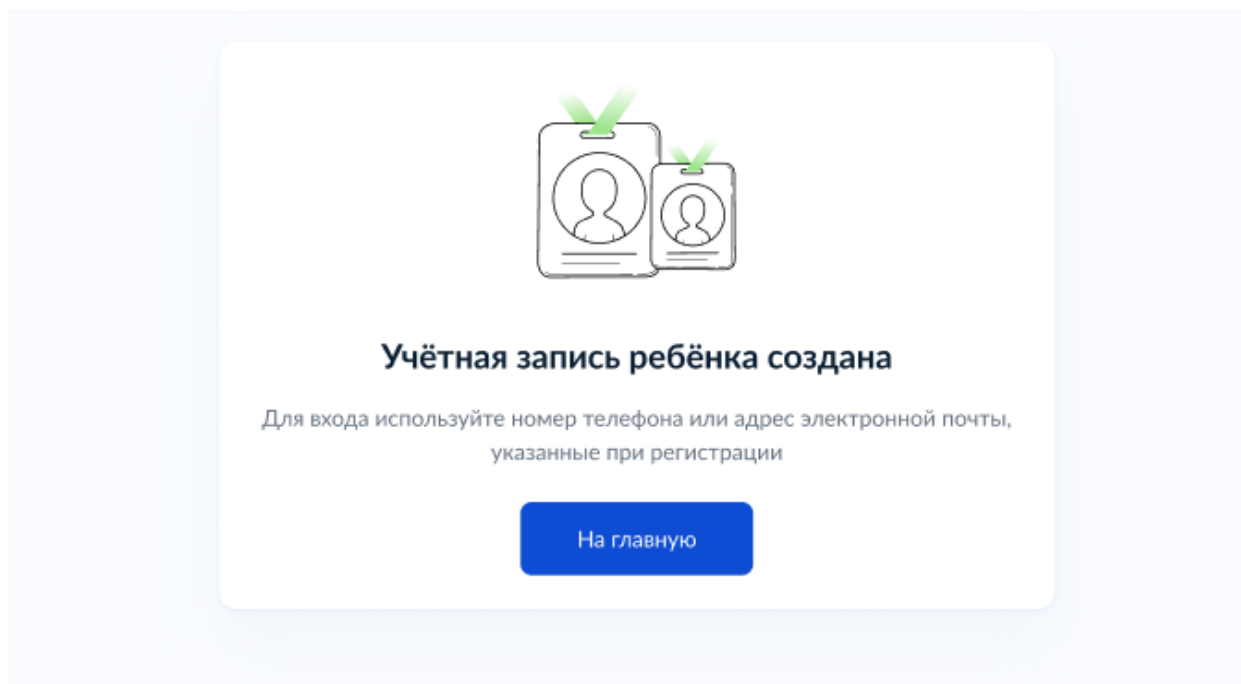 Учётная запись ребёнка создана
Для входа используйте номер телефона или адрес электронной почты,
указанные при регистрации
На главную